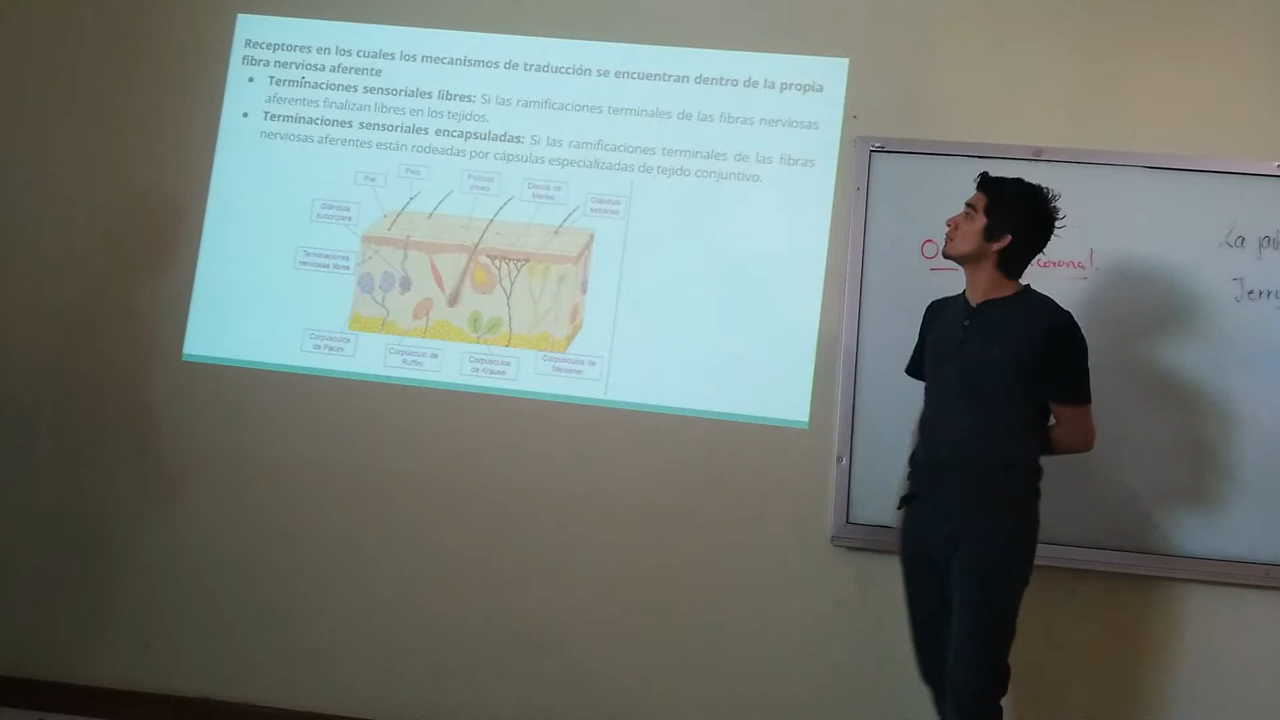 Receptores en los cuales los mecanismos de traducción se encuentran dentro de la propia
fibra nerviosa aferente
Terminaciones sensoriales libres: Si las ramificaciones terminales de las fibras nerviosas
aferentes finalizan libres en los tejidos.
Terminaciones sensoriales encapsuladas: Si las ramificaciones terminales de las fibras
nerviosas aferentes están rodeadas por cápsulas especializadas de tejido conjuntivo.
Piel
Pelo
Folículo
piloso
Discos de
Merkel
Glándula
sebácea
Glándula
sudorípara
Terminaciones
nerviosas libres
Corpúsculos
de Pacini
Corpúsculo de
Ruffini
Corpúsculos
de Krause
Corpúsculos de
Meissner
corona!
La
Jerry